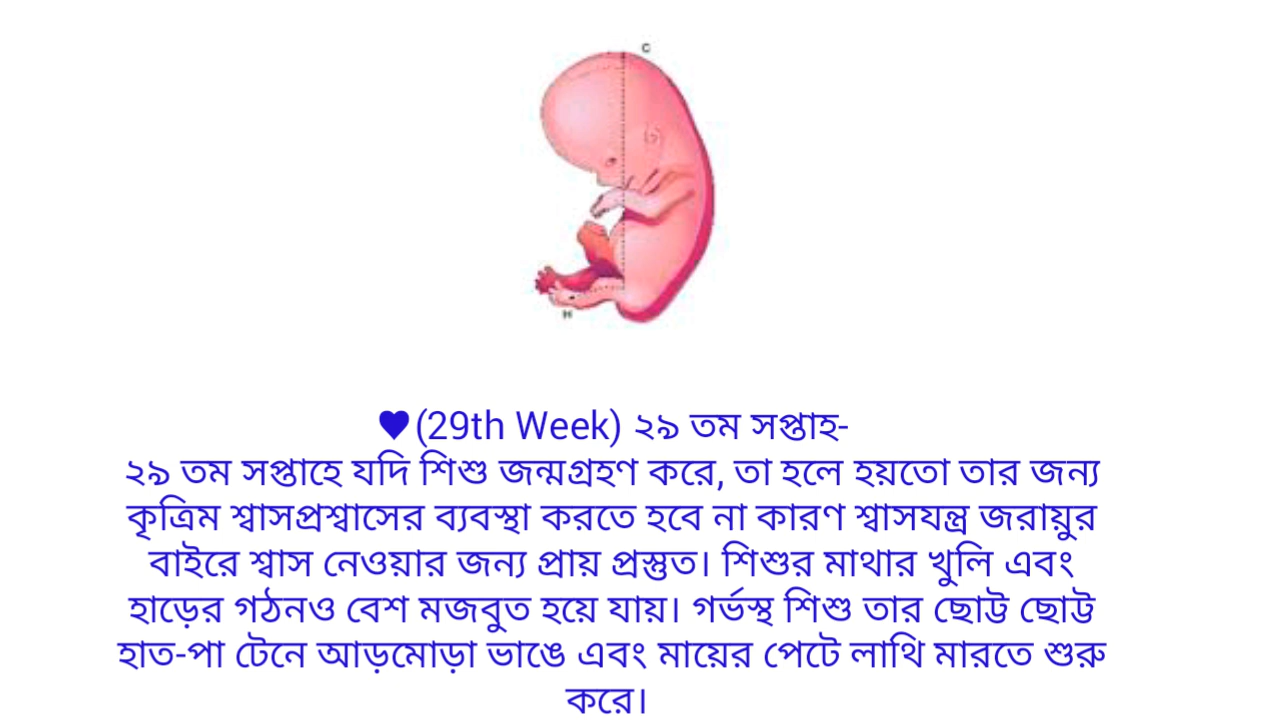 C
H
♥(29th Week) ২৯ তম সপ্তাহ-
২৯ তম সপ্তাহে যদি শিশু জন্মগ্রহণ করে, তা হলে হয়তো তার জন্য
কৃত্রিম শ্বাসপ্রশ্বাসের ব্যবস্থা করতে হবে না কারণ শ্বাসযন্ত্র জরায়ুর
বাইরে শ্বাস নেওয়ার জন্য প্রায় প্রস্তুত। শিশুর মাথার খুলি এবং
হাড়ের গঠনও বেশ মজবুত হয়ে যায়। গর্ভস্থ শিশু তার ছোট্ট ছোট্ট
হাত-পা টেনে আড়মোড়া ভাঙে এবং মায়ের পেটে লাথি মারতে শুরু
করে।